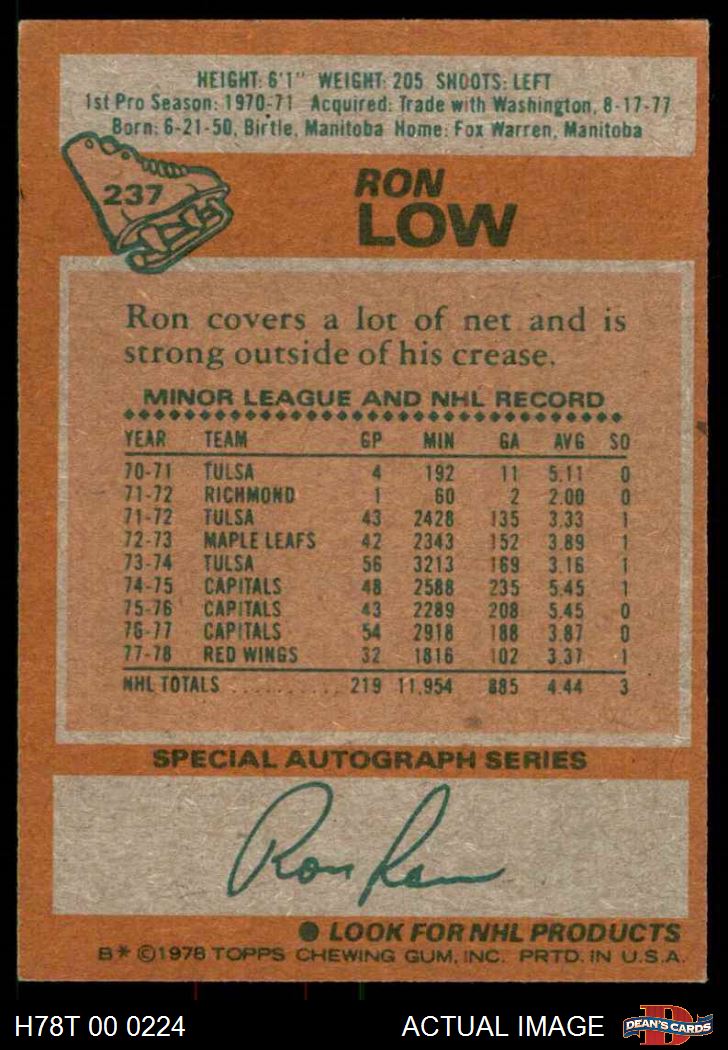 HEIGHT: 6'1" WEIGHT: 205 SHOOTS: LEFT
1st Pro Season: 1970-71 Acquired: Trade with Washington, 8-17-77
Born: 6-21-50, Birtle, Manitoba Home: Fox Warren, Manitoba
237
RON
LOW
Ron covers a lot of net and is
strong outside of his crease.
MINOR LEAGUE AND NHL RECORD
YEAR TEAM GP MIN GA AVG SO
70-71 TULSA 4 192 11 5.11 0
71-72 RICHMOND 1 60 2 2.00 0
71-72 TULSA 43 2428 135 3.33 1
72-73 MAPLE LEAFS 42 2343 152 3.89 1
73-74 TULSA 56 3213 169 3.16 1
74-75 CAPITALS 48 2588 235 5.45 1
75-76 CAPITALS 43 2289 208 5.45 0
76-77 CAPITALS 54 2918 188 3.87 0
77-78 RED WINGS 32 1816 102 3.37 1
NHL TOTALS .......... 219 11,954 885 4.44 3
SPECIAL AUTOGRAPH SERIES
Ron Low
● LOOK FOR NHL PRODUCTS
B* ©1978 TOPPS CHEWING GUM, INC. PRTD. IN U.S.A.
H78T 00 0224 ACTUAL IMAGE DEAN'S CARDS